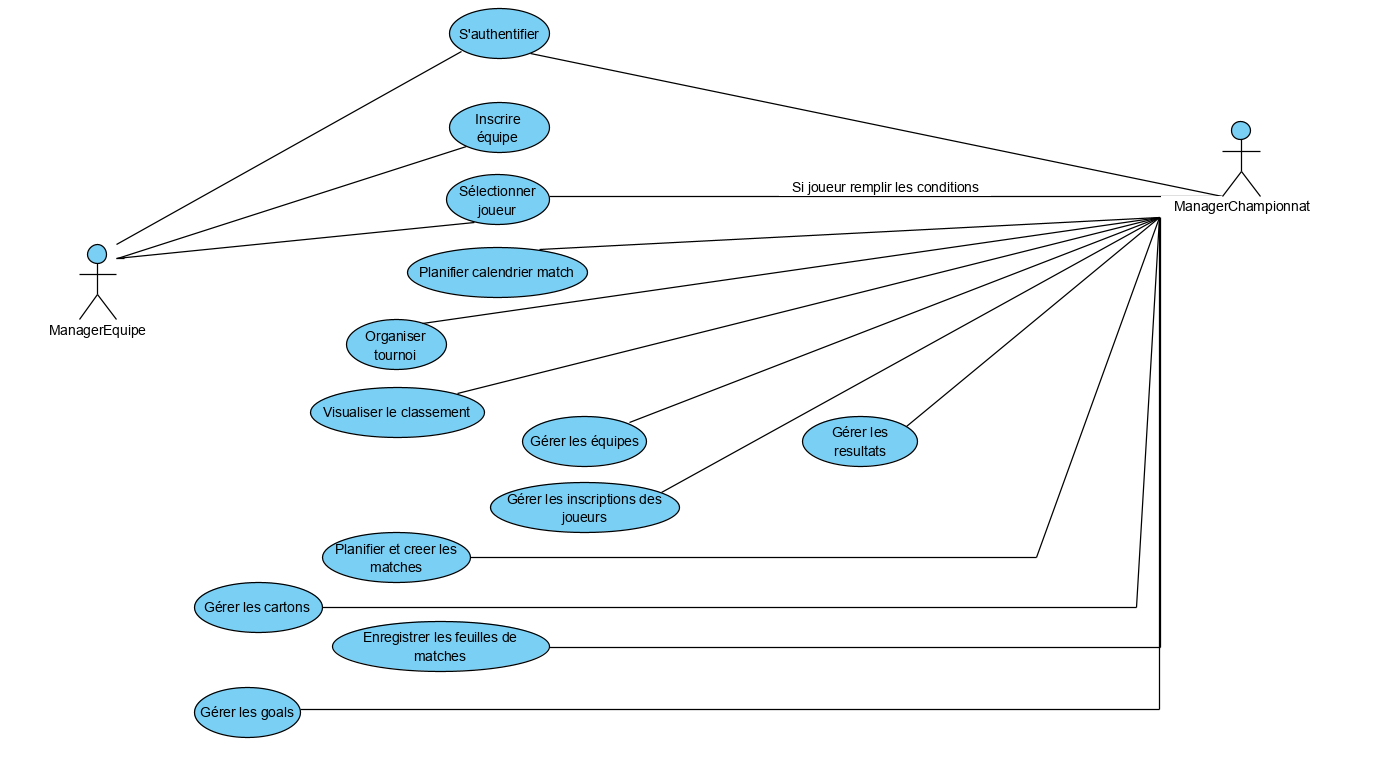 S'authentifier
Inscrire
équipe
Sélectionner
joueur
Si joueur remplir les conditions
ManagerChampionnat
Planifier calendrier match
ManagerEquipe
Organiser
tournoi
Visualiser le classement
Gérer les équipes
Gérer les
resultats
Gérer les inscriptions des
joueurs
Planifier et creer les
matches
Gérer les cartons
Enregistrer les feuilles de
matches
Gérer les goals